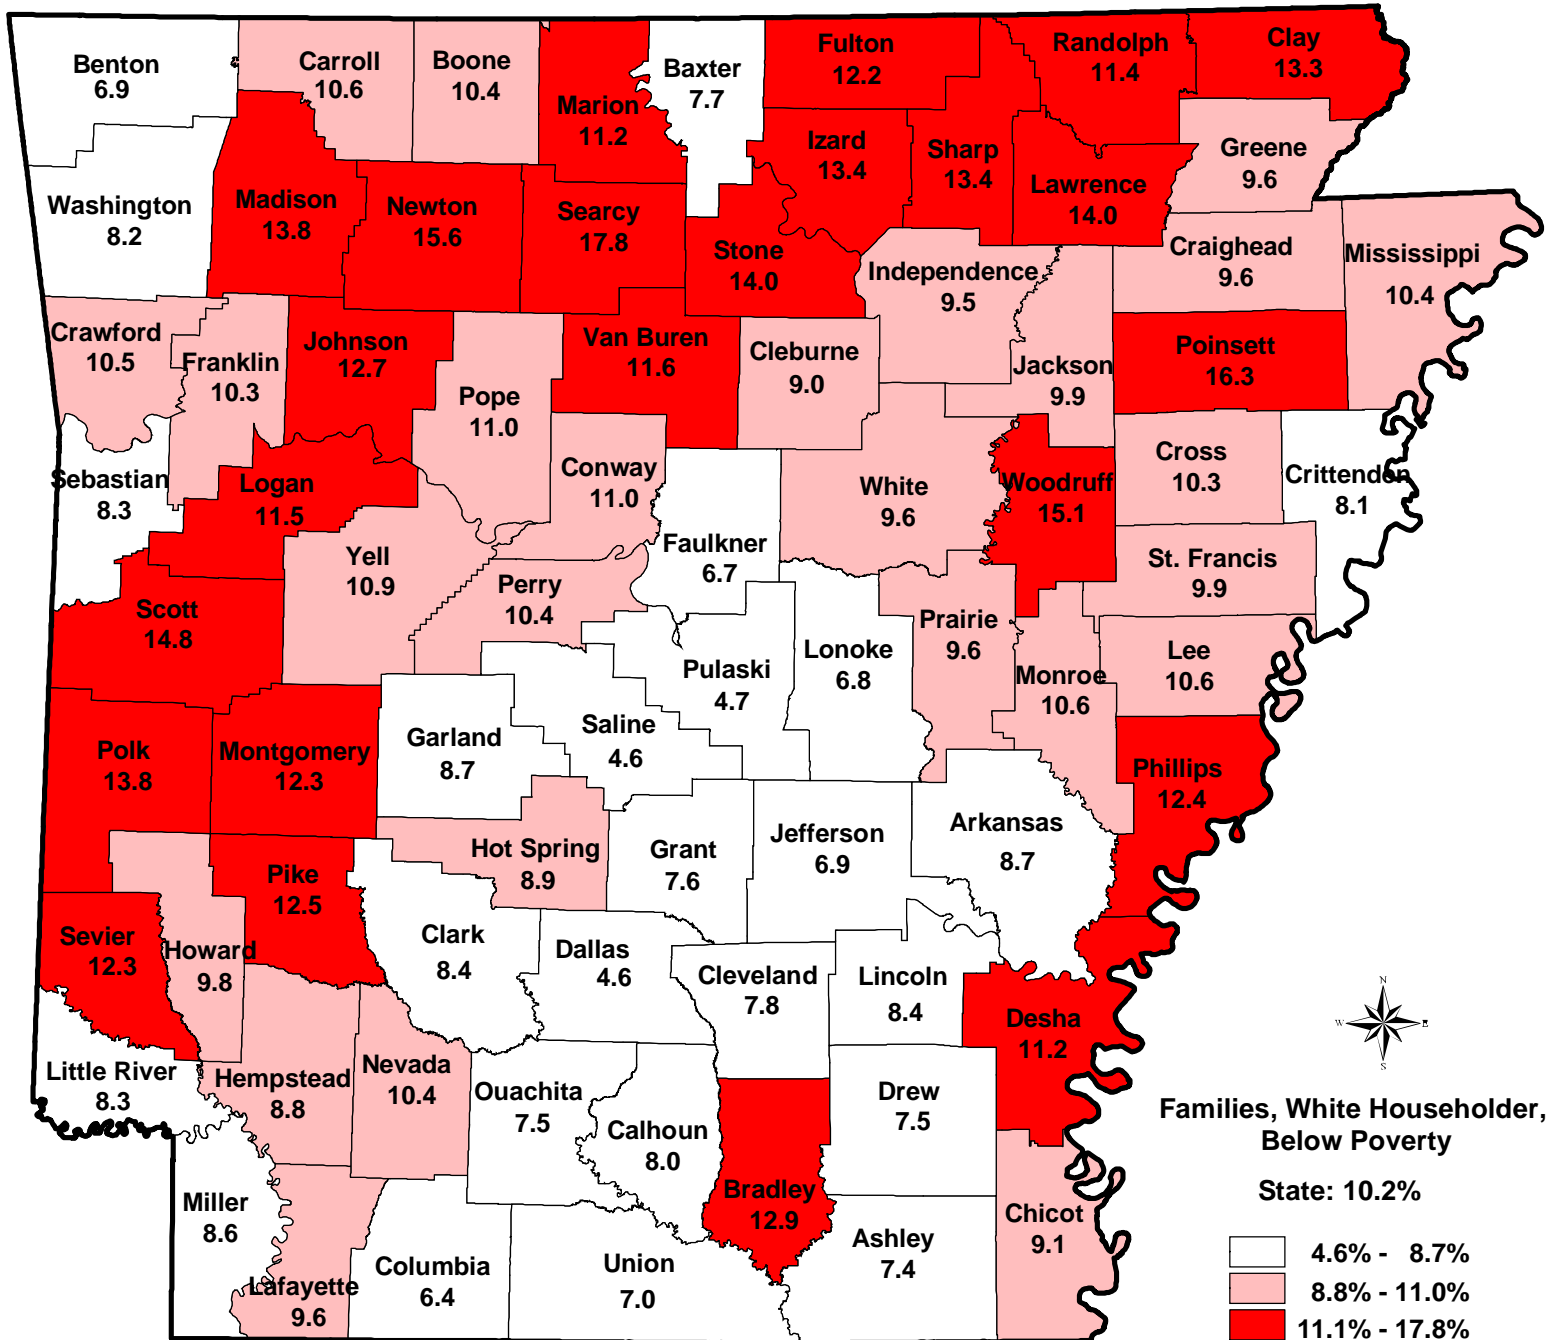 Benton
6.9
Carroll
10.6
Boone
10.4
Marion
11.2
Baxter
7.7
Fulton
12.2
Randolph
11.4
Clay
13.3
Washington
8.2
Madison
13.8
Newton
15.6
Searcy
17.8
Stone
14.0
Izard
13.4
Sharp
13.4
Lawrence
14.0
Greene
9.6
Craighead
9.6
Mississippi
10.4
Independence
9.5
Crawford
10.5
Franklin
10.3
Johnson
12.7
Pope
11.0
Van Buren
11.6
Cleburne
9.0
Jackson
9.9
Poinsett
16.3
Sebastian
8.3
Logan
11.5
Conway
11.0
White
9.6
Woodruff
15.1
Cross
10.3
Crittenden
8.1
Yell
10.9
Faulkner
6.7
St. Francis
9.9
Scott
14.8
Perry
10.4
Pulaski
4.7
Lonoke
6.8
Prairie
9.6
Monroe
10.6
Lee
10.6
Polk
13.8
Montgomery
12.3
Garland
8.7
Saline
4.6
Phillips
12.4
Pike
12.5
Hot Spring
8.9
Grant
7.6
Jefferson
6.9
Arkansas
8.7
Sevier
12.3
Howard
9.8
Clark
8.4
Dallas
4.6
Cleveland
7.8
Lincoln
8.4
Desha
11.2
Little River
8.3
Hempstead
8.8
Nevada
10.4
Ouachita
7.5
Calhoun
8.0
Drew
7.5
Miller
8.6
Lafayette
9.6
Columbia
6.4
Union
7.0
Bradley
12.9
Ashley
7.4
Chicot
9.1
N
W
E
S
Families, White Householder,
Below Poverty
State: 10.2%
4.6% - 8.7%
8.8% - 11.0%
11.1% - 17.8%